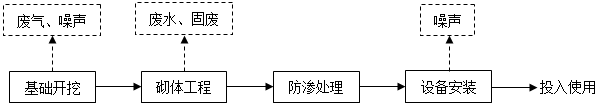 废气、噪声
废水、固废
噪声
基础开挖
砌体工程
防渗处理
设备安装
投入使用